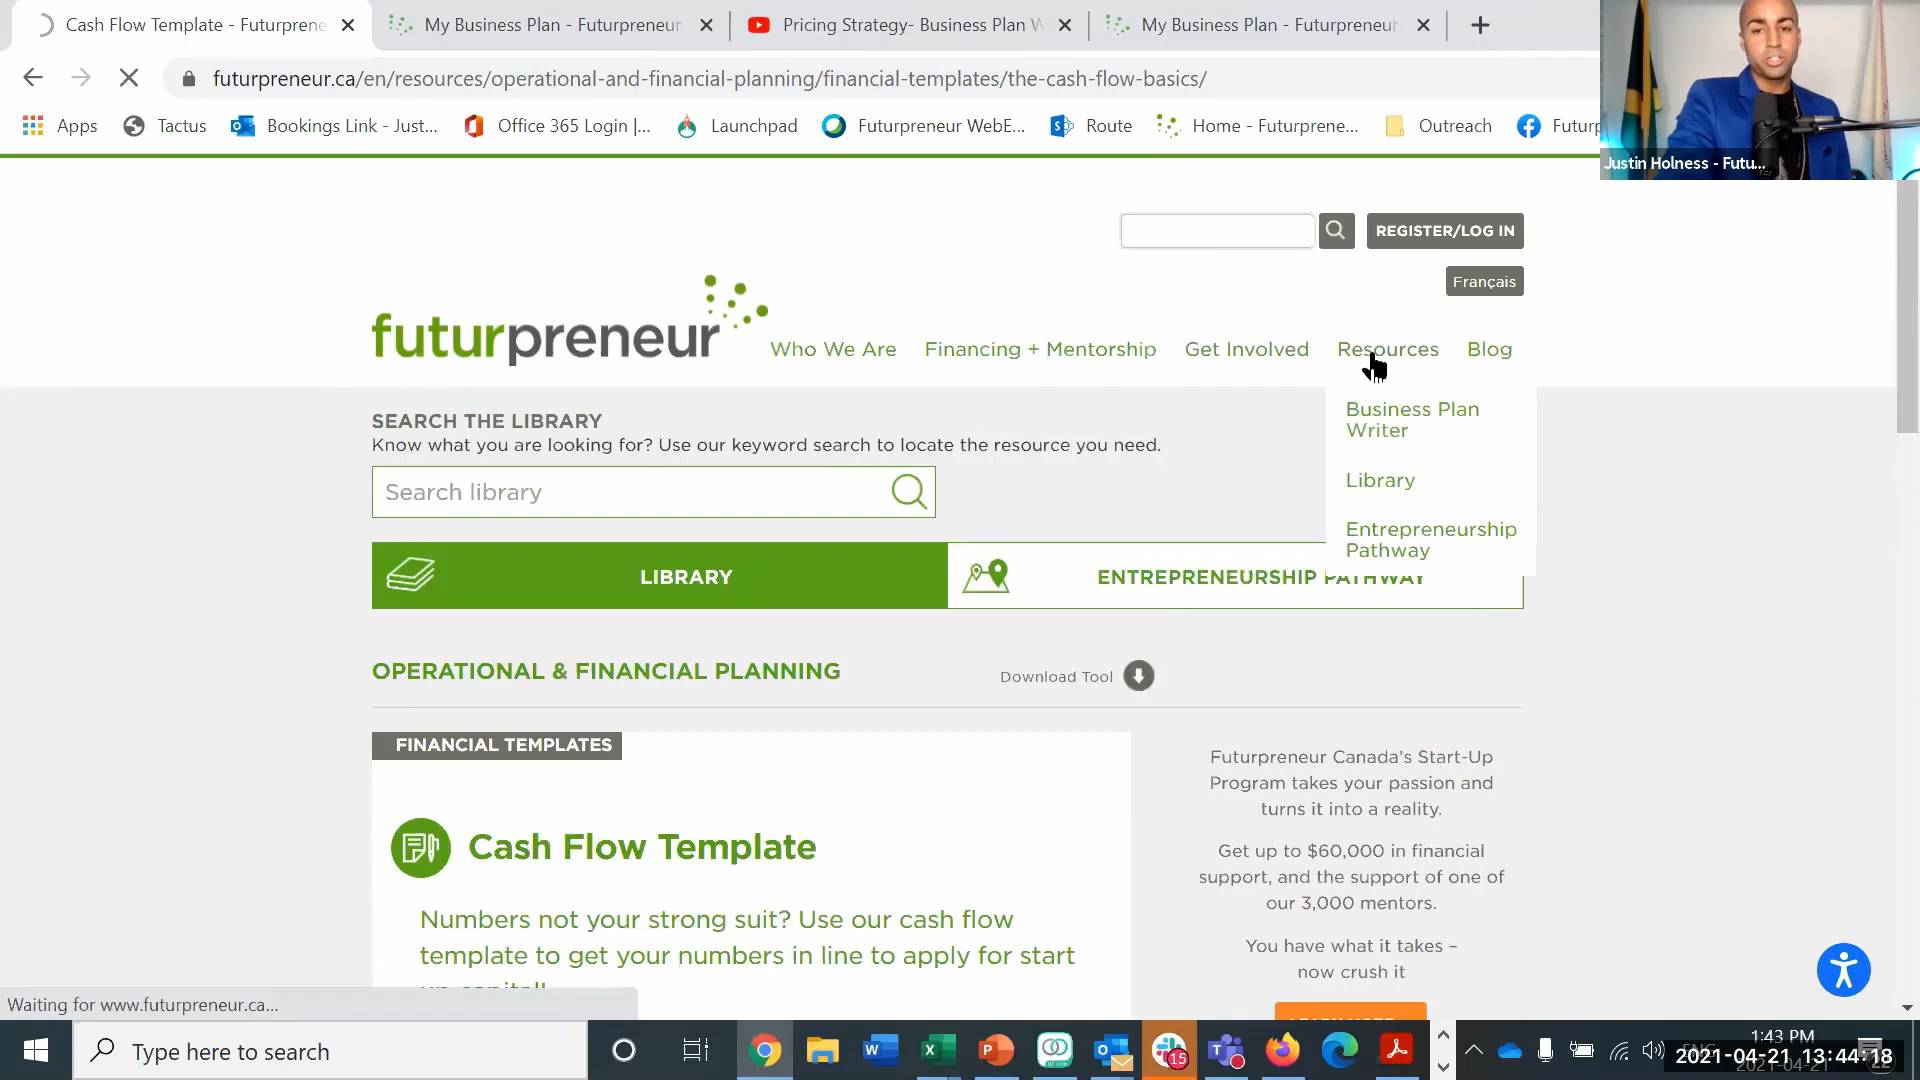 Cash Flow Template - Futurprene
My Business Plan - Futurpreneur
Pricing Strategy- Business Plan W
My Business Plan - Futurpreneur
futurpreneur.ca/en/resources/operational-and-financial-planning/financial-templates/the-cash-flow-basics/
Apps
Tactus
Bookings Link - Just...
Office 365 Login |...
Launchpad
Futurpreneur WebE...
Route
Home - Futurprene...
Outreach
Futurp
Justin Holness - Futu...
REGISTER/LOG IN
Français
futurpreneur
Who We Are
Financing + Mentorship
Get Involved
Resources
Blog
Business Plan
Writer
Library
Entrepreneurship
Pathway
SEARCH THE LIBRARY
Know what you are looking for? Use our keyword search to locate the resource you need.
Search library
LIBRARY
ENTREPRENEURSHIP PATHWAY
OPERATIONAL & FINANCIAL PLANNING
Download Tool
FINANCIAL TEMPLATES
Cash Flow Template
Numbers not your strong suit? Use our cash flow
template to get your numbers in line to apply for start
up capital!
Futurpreneur Canada's Start-Up
Program takes your passion and
turns it into a reality.
Get up to $60,000 in financial
support, and the support of one of
our 3,000 mentors.
You have what it takes –
now crush it
Waiting for www.futurpreneur.ca...
Type here to search
15
1:43 PM
2021-04-21 13:44:18
22